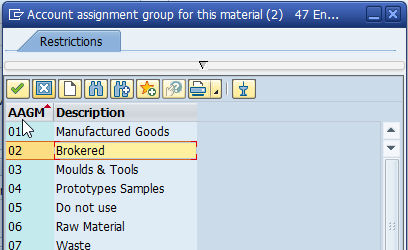 Account assignment group for this material (2) 47 En...
Restrictions
AAGM Description
01 Manufactured Goods
02 Brokered
03 Moulds & Tools
04 Prototypes Samples
05 Do not use
06 Raw Material
07 Waste